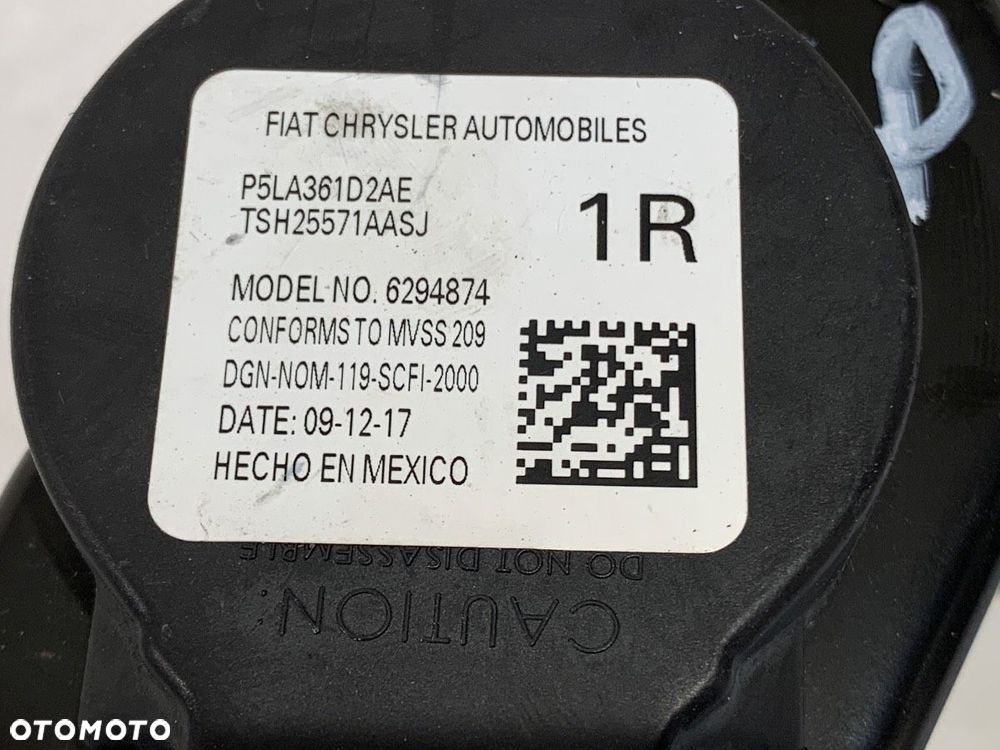 FIAT CHRYSLER AUTOMOBILES
P5LA361D2AE
TSH25571AASJ
1R
MODEL NO. 6294874
CONFORMS TO MVSS 209
DGN-NOM-119-SCFI-2000
DATE: 09-12-17
HECHO EN MEXICO
DO NOT DISASSEMBLE
CAUTION:
OTOMOTO